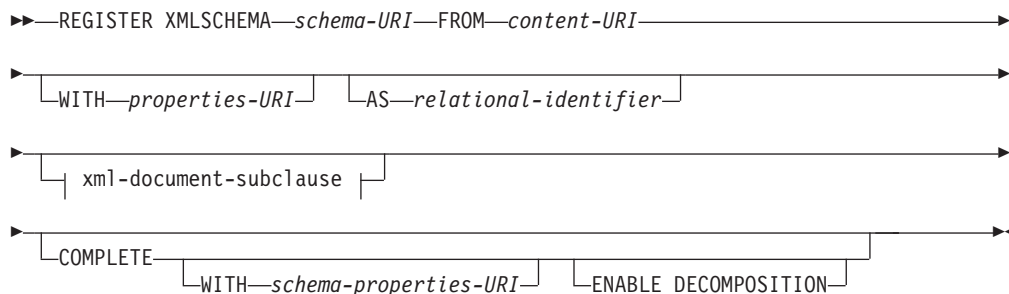 REGISTER XMLSCHEMA schema-URI FROM content-URI
WITH properties-URI AS relational-identifier
xml-document-subclause
COMPLETE
WITH schema-properties-URI ENABLE DECOMPOSITION